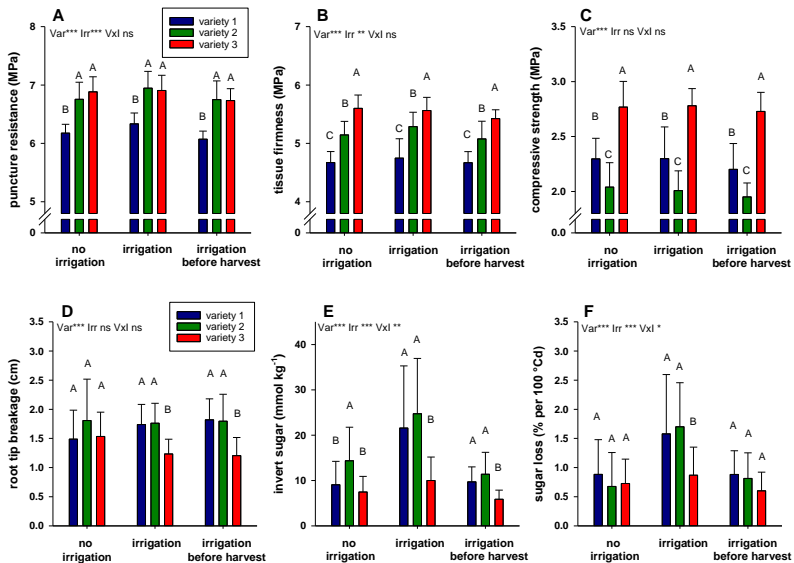 A
Var*** Irr*** VxI ns
variety 1
variety 2
variety 3
puncture resistance (MPa)
8
7
6
5
0
B A A
B A A
B A A
no
irrigation
irrigation
irrigation
before harvest
B
Var*** Irr ** VxI ns
tissue firmness (MPa)
7
6
5
4
0
C B A
C B A
C B A
no
irrigation
irrigation
irrigation
before harvest
C
Var*** Irr ns VxI ns
compressive strength (MPa)
3.5
3.0
2.5
2.0
0.0
B C A
B C A
B C A
no
irrigation
irrigation
irrigation
before harvest
D
Var*** Irr ns VxI ns
variety 1
variety 2
variety 3
root tip breakage (cm)
3.5
3.0
2.5
2.0
1.5
1.0
0.5
0.0
A A A
A A B
A A B
no
irrigation
irrigation
irrigation
before harvest
E
Var*** Irr *** VxI **
invert sugar (mmol kg⁻¹)
40
30
20
10
0
B A B
A A B
A A B
no
irrigation
irrigation
irrigation
before harvest
F
Var*** Irr *** VxI *
sugar loss (% per 100 °Cd)
3.5
3.0
2.5
2.0
1.5
1.0
0.5
0.0
A A A
A A B
A A A
no
irrigation
irrigation
irrigation
before harvest